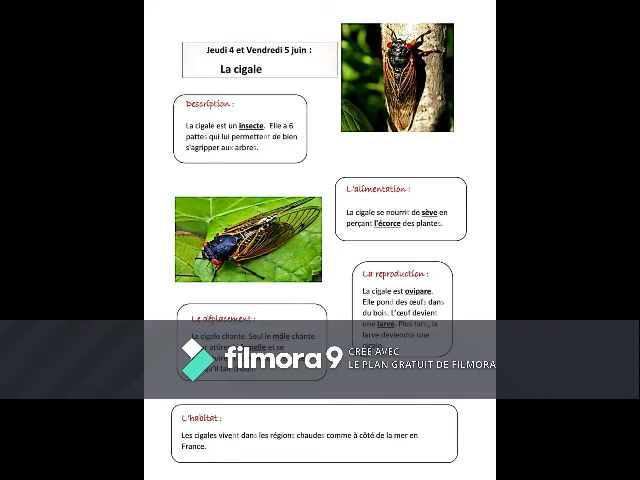 Jeudi 4 et Vendredi 5 juin :
La cigale
Description :
La cigale est un insecte. Elle a 6
pattes qui lui permettent de bien
s'agripper aux arbres.
L'alimentation :
La cigale se nourrit de sève en
perçant l'écorce des plantes.
La reproduction :
La cigale est ovipare.
Elle pond des œufs dans
du bois. L'œuf devient
une larve. Plus tard, la
larve deviendra une
Le déplacement :
La cigale chante. Seul le mâle chante
attirer
et se
L'habitat :
Les cigales vivent dans les régions chaudes comme à côté de la mer en
France.
filmora 9
CRÉÉ AVEC
LE PLAN GRATUIT DE FILMORA